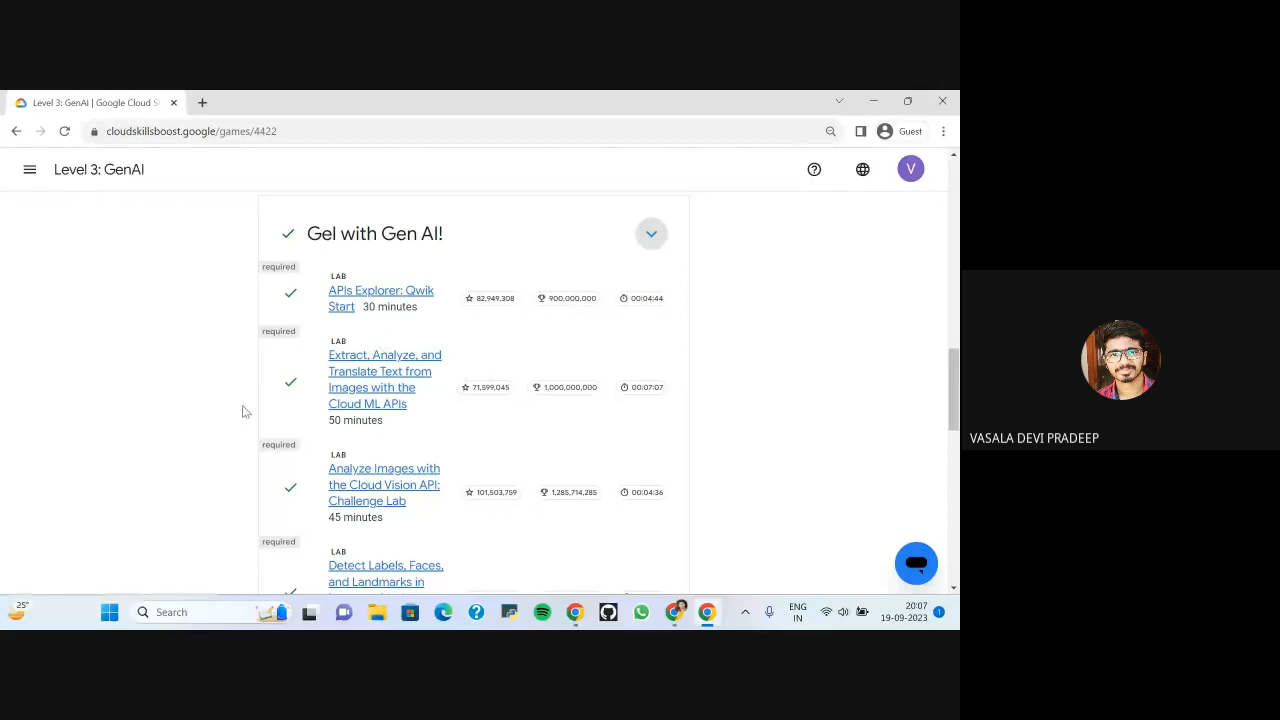 Level 3: GenAI | Google Cloud S
cloudskillsboost.google/games/4422
Guest
Level 3: GenAI
V
Gel with Gen AI!
required
LAB
APIs Explorer: Qwik
Start 30 minutes
82,949,308
900,000,000
00:04:44
required
LAB
Extract, Analyze, and
Translate Text from
Images with the
Cloud ML APIs
50 minutes
71,599,045
1,000,000,000
00:07:07
required
LAB
Analyze Images with
the Cloud Vision API:
Challenge Lab
45 minutes
101,503,759
1,285,714,285
00:04:36
required
LAB
Detect Labels, Faces,
and Landmarks in
25°
Search
ENG
IN
20:07
19-09-2023
1
VASALA DEVI PRADEEP